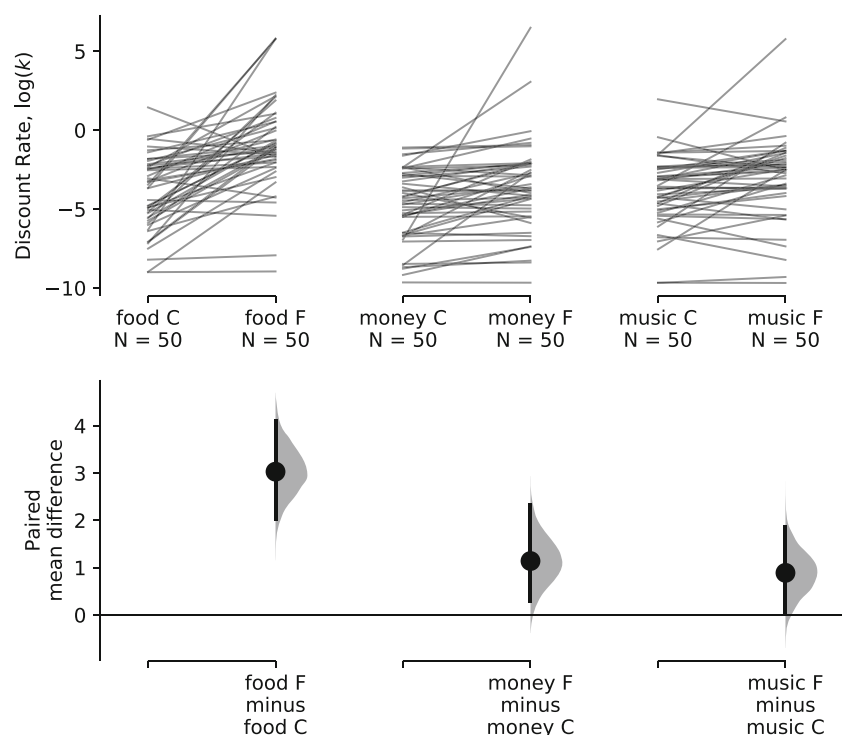 Discount Rate, log(k)
5
0
−5
−10
food C
N = 50
food F
N = 50
money C
N = 50
money F
N = 50
music C
N = 50
music F
N = 50
Paired
mean difference
4
3
2
1
0
food F
minus
food C
money F
minus
money C
music F
minus
music C